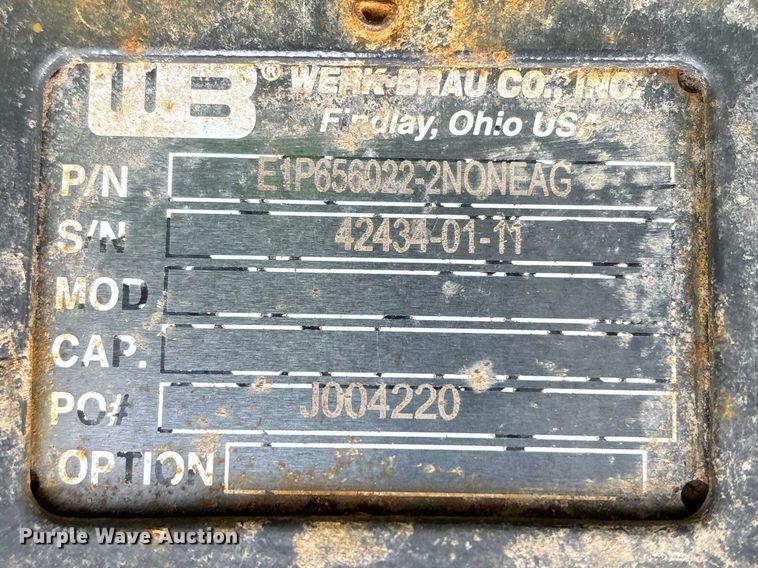 WB® WERK-BRAU CO., INC.
Findlay, Ohio USA
P/N E1P656022-2NONEAG
S/N 42434-01-11
MOD
CAP.
PO# J004220
OPTION
Purple Wave Auction